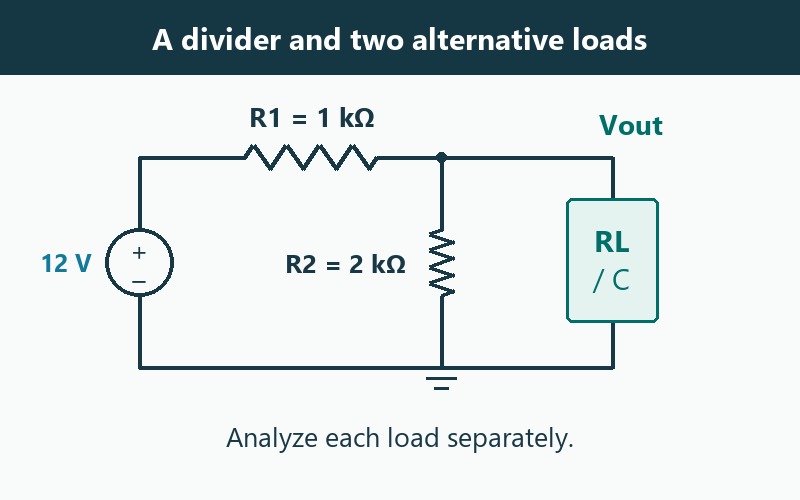 A divider and two alternative loads
R1 = 1 kΩ
Vout
12 V
+
−
R2 = 2 kΩ
RL
/ C
Analyze each load separately.